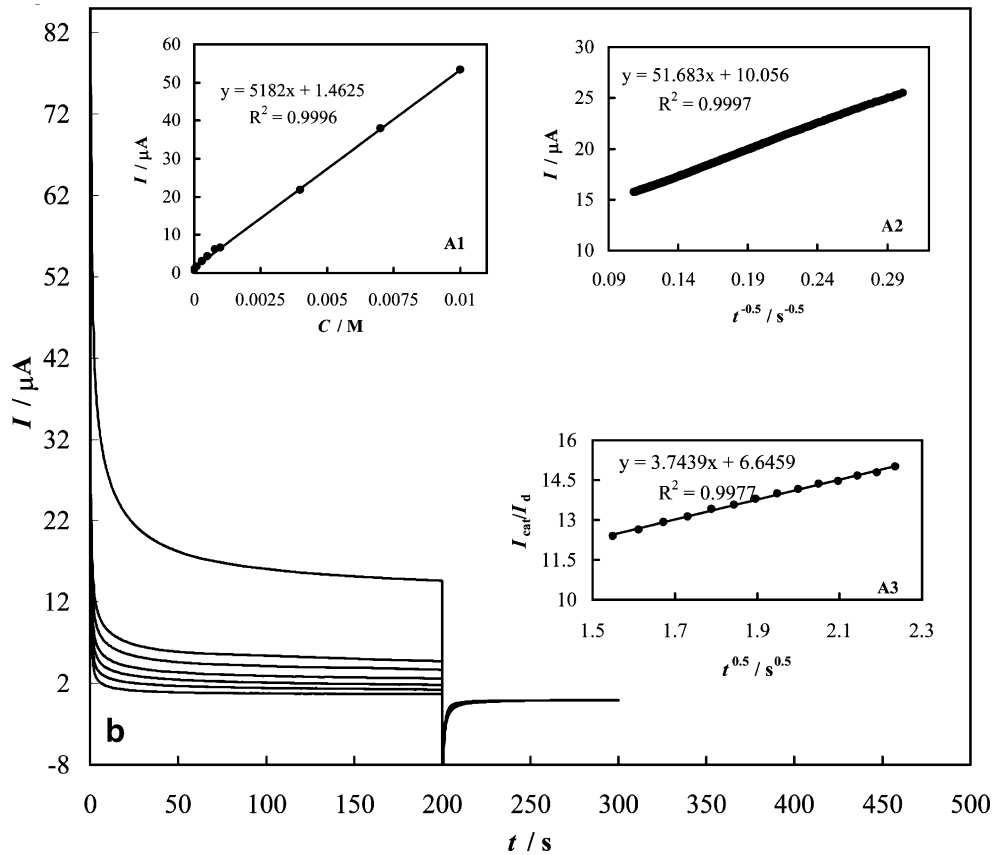 I / μA
82
72
62
52
42
32
22
12
2
-8
0
50
100
150
200
250
300
350
400
450
500
t / s
b
I / μA
60
50
40
30
20
10
0
y = 5182x + 1.4625
R² = 0.9996
A1
0
0.0025
0.005
0.0075
0.01
C / M
I / μA
30
25
20
15
10
y = 51.683x + 10.056
R² = 0.9997
A2
0.09
0.14
0.19
0.24
0.29
t⁻⁰·⁵ / s⁻⁰·⁵
I cat/I d
16
14.5
13
11.5
10
y = 3.7439x + 6.6459
R² = 0.9977
A3
1.5
1.7
1.9
2.1
2.3
t⁰·⁵ / s⁰·⁵